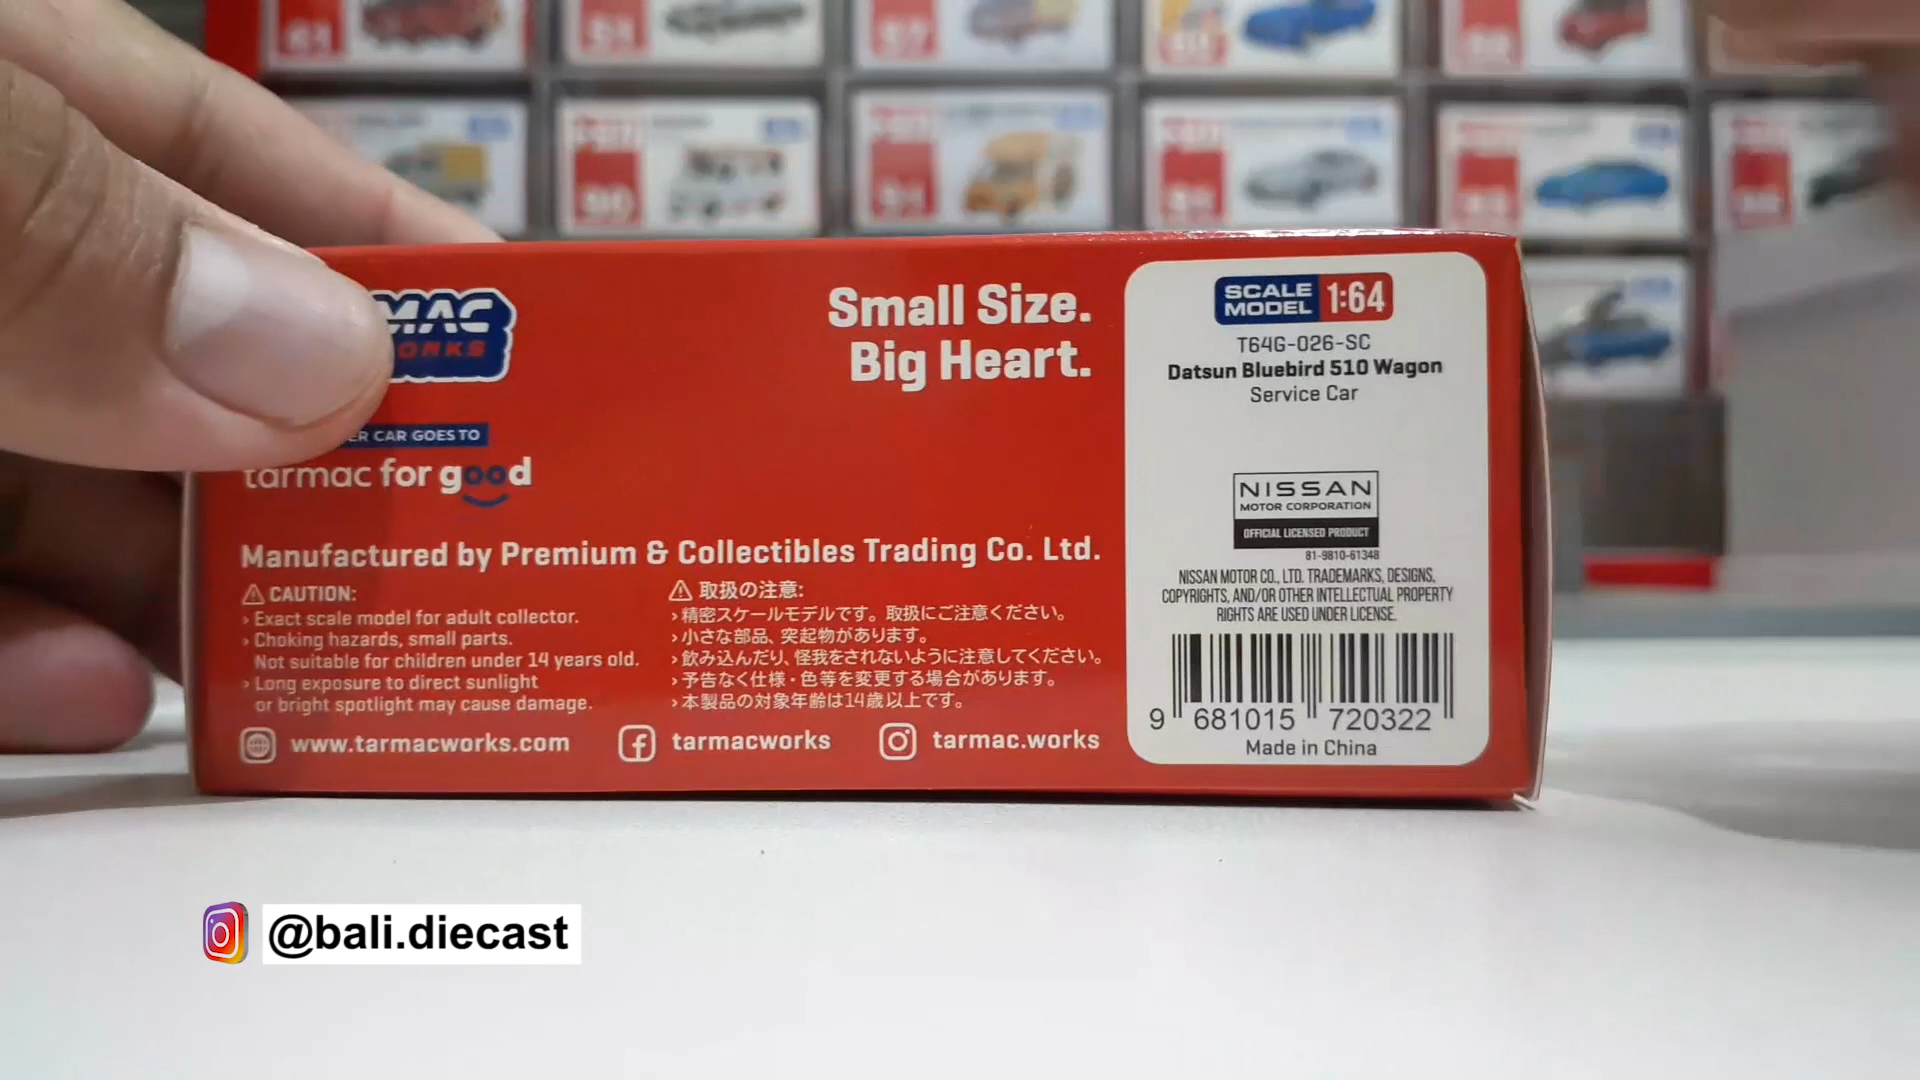 MAC
ORKS
Small Size.
Big Heart.
ER CAR GOES TO
tarmac for good
Manufactured by Premium & Collectibles Trading Co. Ltd.
⚠ CAUTION:
› Exact scale model for adult collector.
› Choking hazards, small parts.
Not suitable for children under 14 years old.
› Long exposure to direct sunlight
or bright spotlight may cause damage.
⚠ 取扱の注意:
›精密スケールモデルです。取扱にご注意ください。
›小さな部品、突起物があります。
›飲み込んだり、怪我をされないように注意してください。
›予告なく仕様・色等を変更する場合があります。
›本製品の対象年齢は14歳以上です。
www.tarmacworks.com
tarmacworks
tarmac.works
SCALE
MODEL
1:64
T64G-026-SC
Datsun Bluebird 510 Wagon
Service Car
NISSAN
MOTOR CORPORATION
OFFICIAL LICENSED PRODUCT
81-9810-61348
NISSAN MOTOR CO., LTD. TRADEMARKS, DESIGNS,
COPYRIGHTS, AND/OR OTHER INTELLECTUAL PROPERTY
RIGHTS ARE USED UNDER LICENSE.
9 681015 720322
Made in China
@bali.diecast